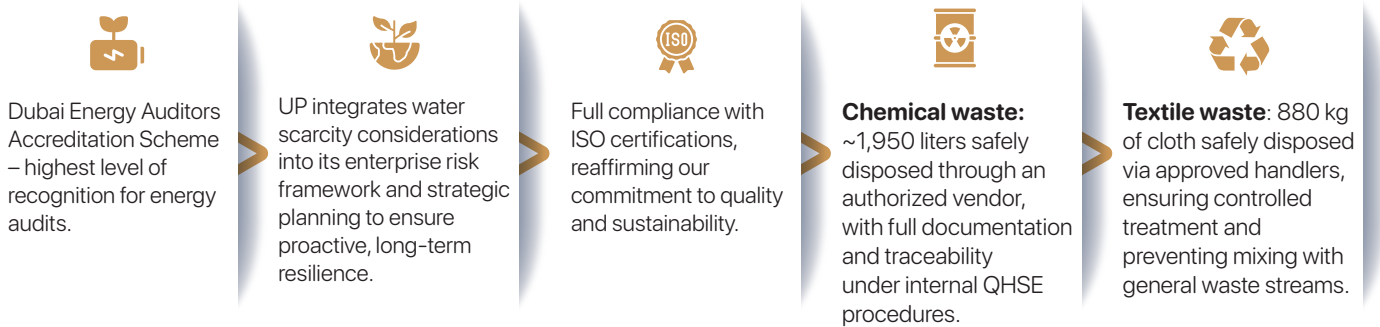 ISO
Dubai Energy Auditors
Accreditation Scheme
– highest level of
recognition for energy
audits.
UP integrates water
scarcity considerations
into its enterprise risk
framework and strategic
planning to ensure
proactive, long-term
resilience.
Full compliance with
ISO certifications,
reaffirming our
commitment to quality
and sustainability.
Chemical waste:
~1,950 liters safely
disposed through an
authorized vendor,
with full documentation
and traceability
under internal QHSE
procedures.
Textile waste: 880 kg
of cloth safely disposed
via approved handlers,
ensuring controlled
treatment and
preventing mixing with
general waste streams.